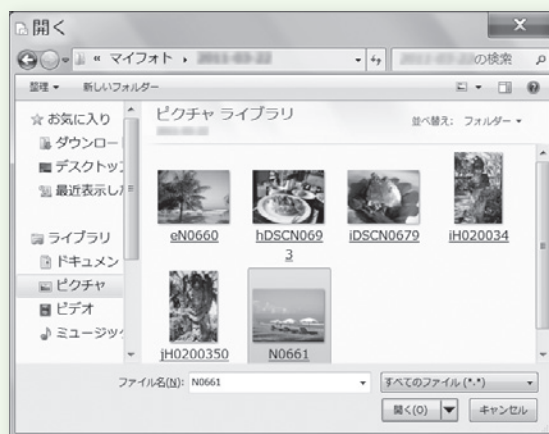 開く
« マイフォト ▸
の検索
整理 ▾ 新しいフォルダー
お気に入り
ダウンロー
デスクトップ
最近表示し
ライブラリ
ドキュメン
ピクチャ
ビデオ
ミュージッ
ピクチャ ライブラリ
並べ替え: フォルダー ▾
eN0660
hDSCN069
3
iDSCN0679
iH020034
jH0200350
N0661
ファイル名(N): N0661
すべてのファイル (*.*)
開く(O)
キャンセル